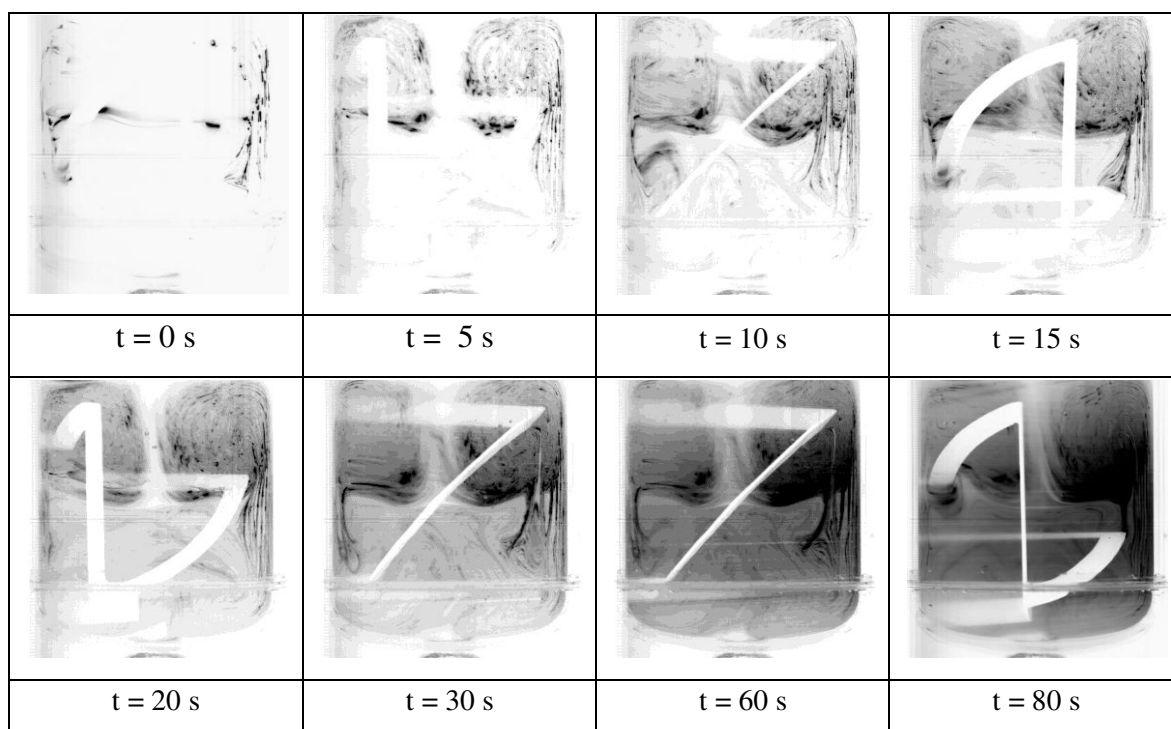 t = 0 s
t = 5 s
t = 10 s
t = 15 s
t = 20 s
t = 30 s
t = 60 s
t = 80 s